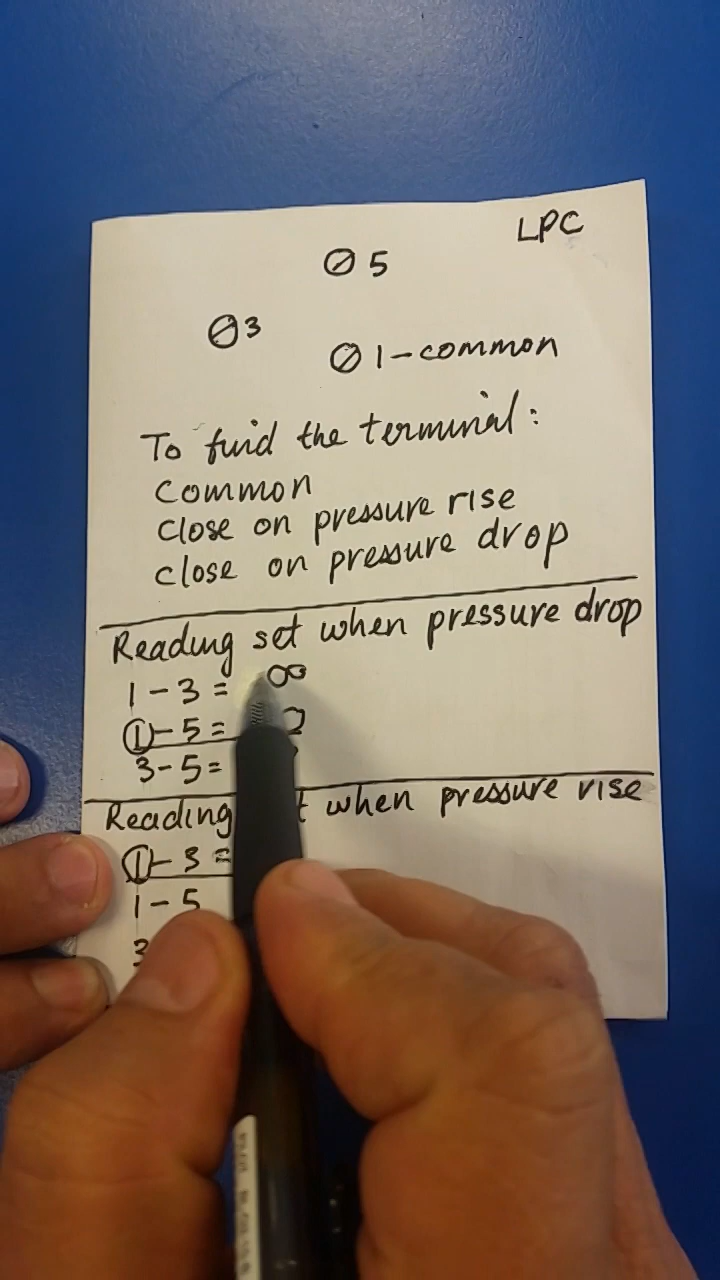 LPC
⊘ 5
⊘ 3
⊘ 1-common
To find the terminal:
common
close on pressure rise
close on pressure drop
Reading set when pressure drop
1 - 3 = ∞
1 - 5 =
3 - 5 =
Reading when pressure rise
1 - 3 =
1 - 5
3